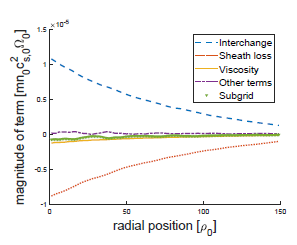 ×10⁻⁵
1.5
1
0.5
0
-0.5
-1
magnitude of term [mn₀c²ₛ,₀Ω₀]
Interchange
Sheath loss
Viscosity
Other terms
Subgrid
0 50 100 150
radial position [ρ₀]